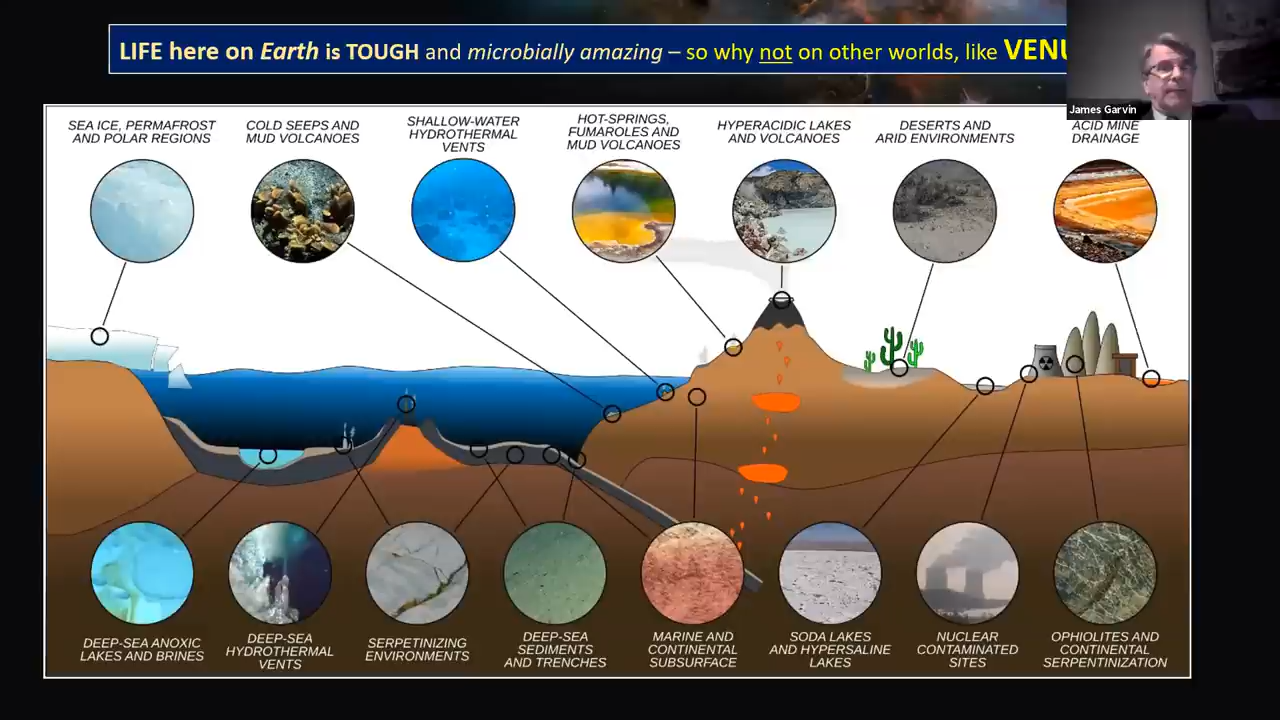 LIFE here on Earth is TOUGH and microbially amazing – so why not on other worlds, like VENU
James Garvin
SEA ICE, PERMAFROST
AND POLAR REGIONS
COLD SEEPS AND
MUD VOLCANOES
SHALLOW-WATER
HYDROTHERMAL
VENTS
HOT-SPRINGS,
FUMAROLES AND
MUD VOLCANOES
HYPERACIDIC LAKES
AND VOLCANOES
DESERTS AND
ARID ENVIRONMENTS
ACID MINE
DRAINAGE
DEEP-SEA ANOXIC
LAKES AND BRINES
DEEP-SEA
HYDROTHERMAL
VENTS
SERPETINIZING
ENVIRONMENTS
DEEP-SEA
SEDIMENTS
AND TRENCHES
MARINE AND
CONTINENTAL
SUBSURFACE
SODA LAKES
AND HYPERSALINE
LAKES
NUCLEAR
CONTAMINATED
SITES
OPHIOLITES AND
CONTINENTAL
SERPENTINIZATION